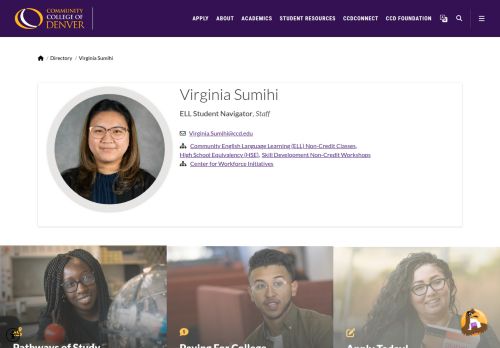 COMMUNITY
COLLEGE OF
DENVER
APPLY ABOUT ACADEMICS STUDENT RESOURCES CCDCONNECT CCD FOUNDATION
/ Directory / Virginia Sumihi
Virginia Sumihi
ELL Student Navigator, Staff
Virginia.Sumihi@ccd.edu
Community English Language Learning (ELL) Non-Credit Classes,
High School Equivalency (HSE), Skill Development Non-Credit Workshops
Center for Workforce Initiatives
Pathways of Study
Paying For College
Apply Today!